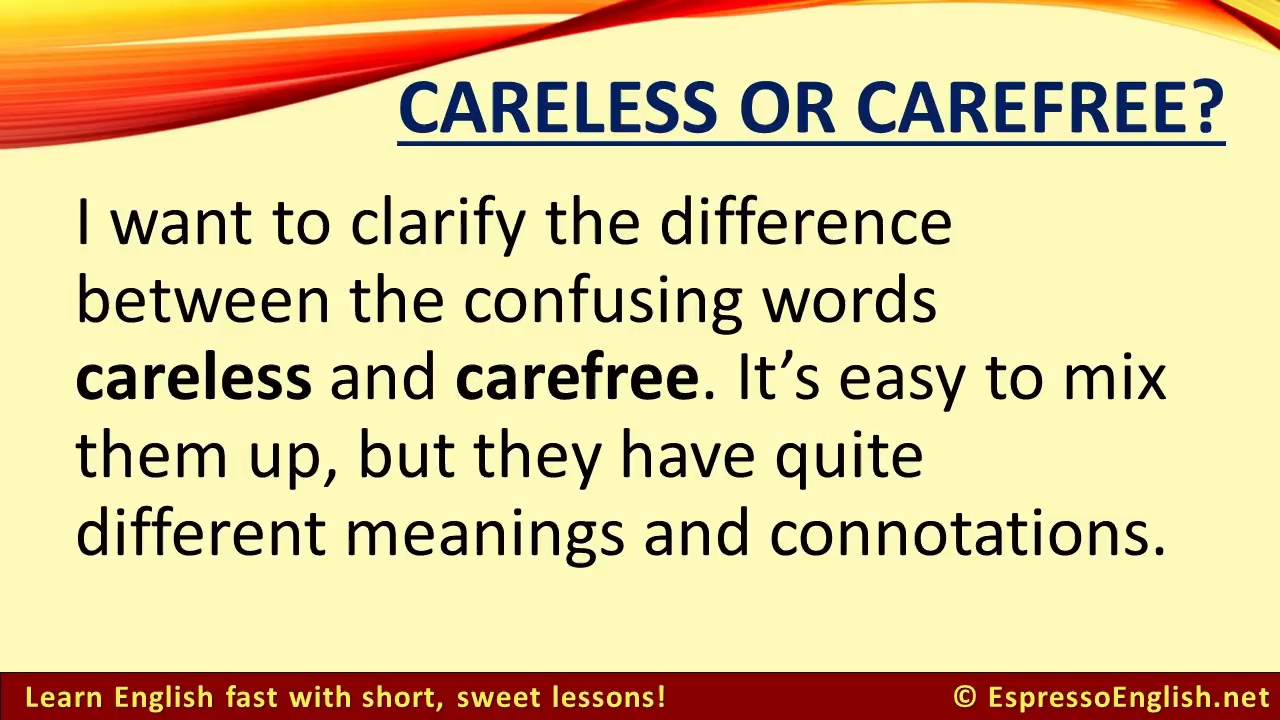 CARELESS OR CAREFREE?
I want to clarify the difference
between the confusing words
careless and carefree. It’s easy to mix
them up, but they have quite
different meanings and connotations.
Learn English fast with short, sweet lessons!
© EspressoEnglish.net